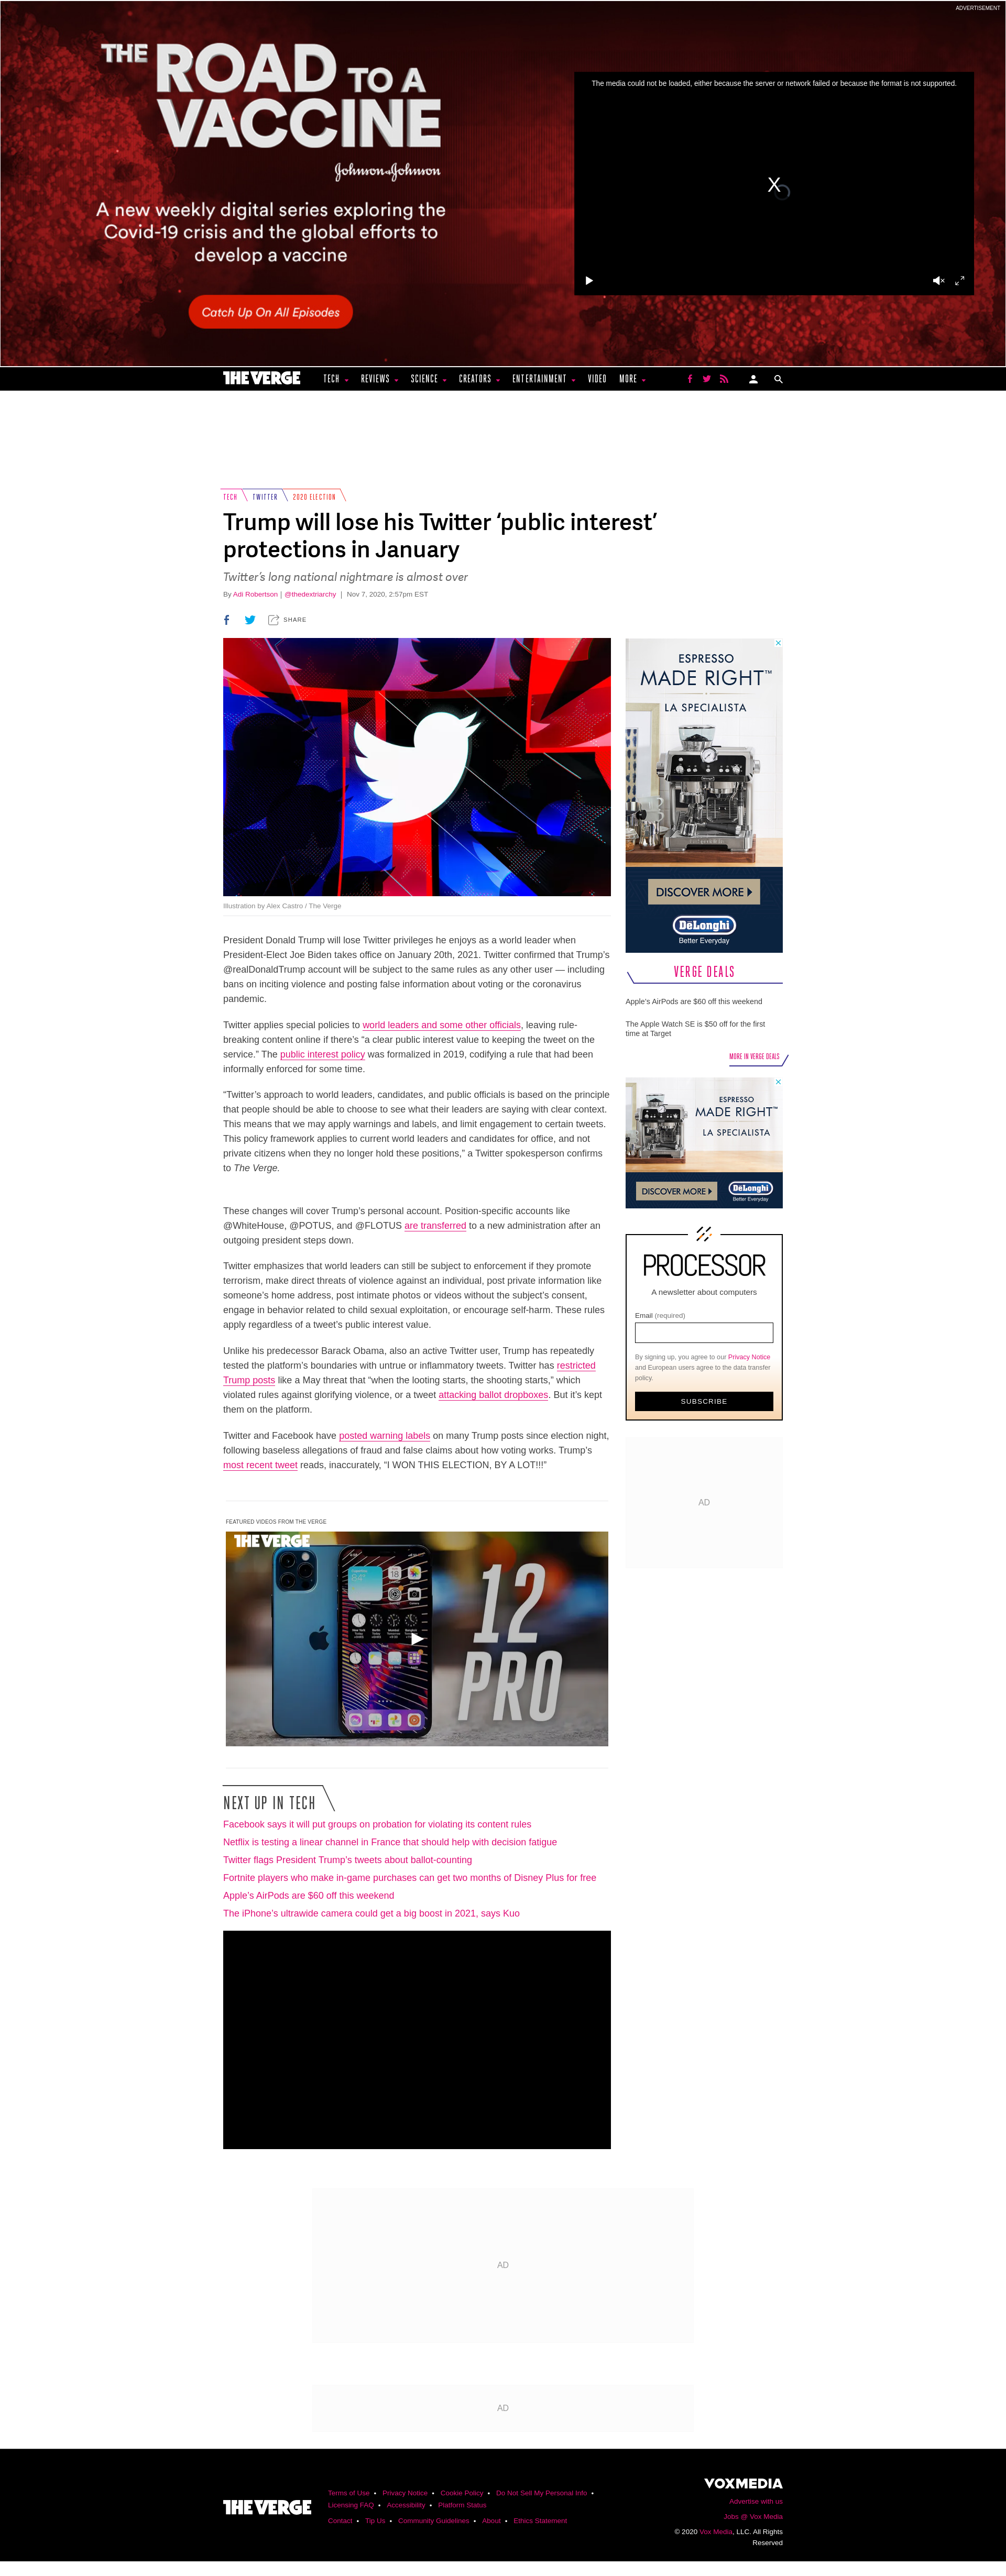 ADVERTISEMENT
THE ROAD TO A
VACCINE
Johnson & Johnson
A new weekly digital series exploring the
Covid-19 crisis and the global efforts to
develop a vaccine
Catch Up On All Episodes
The media could not be loaded, either because the server or network failed or because the format is not supported.
X
THE VERGE TECH REVIEWS SCIENCE CREATORS ENTERTAINMENT VIDEO MORE
TECH TWITTER 2020 ELECTION
Trump will lose his Twitter ‘public interest’
protections in January
Twitter’s long national nightmare is almost over
By Adi Robertson | @thedextriarchy | Nov 7, 2020, 2:57pm EST
SHARE
Illustration by Alex Castro / The Verge
President Donald Trump will lose Twitter privileges he enjoys as a world leader when
President-Elect Joe Biden takes office on January 20th, 2021. Twitter confirmed that Trump’s
@realDonaldTrump account will be subject to the same rules as any other user — including
bans on inciting violence and posting false information about voting or the coronavirus
pandemic.
Twitter applies special policies to world leaders and some other officials, leaving rule-
breaking content online if there’s “a clear public interest value to keeping the tweet on the
service.” The public interest policy was formalized in 2019, codifying a rule that had been
informally enforced for some time.
“Twitter’s approach to world leaders, candidates, and public officials is based on the principle
that people should be able to choose to see what their leaders are saying with clear context.
This means that we may apply warnings and labels, and limit engagement to certain tweets.
This policy framework applies to current world leaders and candidates for office, and not
private citizens when they no longer hold these positions,” a Twitter spokesperson confirms
to The Verge.
These changes will cover Trump’s personal account. Position-specific accounts like
@WhiteHouse, @POTUS, and @FLOTUS are transferred to a new administration after an
outgoing president steps down.
Twitter emphasizes that world leaders can still be subject to enforcement if they promote
terrorism, make direct threats of violence against an individual, post private information like
someone’s home address, post intimate photos or videos without the subject’s consent,
engage in behavior related to child sexual exploitation, or encourage self-harm. These rules
apply regardless of a tweet’s public interest value.
Unlike his predecessor Barack Obama, also an active Twitter user, Trump has repeatedly
tested the platform’s boundaries with untrue or inflammatory tweets. Twitter has restricted
Trump posts like a May threat that “when the looting starts, the shooting starts,” which
violated rules against glorifying violence, or a tweet attacking ballot dropboxes. But it’s kept
them on the platform.
Twitter and Facebook have posted warning labels on many Trump posts since election night,
following baseless allegations of fraud and false claims about how voting works. Trump’s
most recent tweet reads, inaccurately, “I WON THIS ELECTION, BY A LOT!!!”
ESPRESSO
MADE RIGHT™
LA SPECIALISTA
DISCOVER MORE
DeLonghi
Better Everyday
VERGE DEALS
Apple’s AirPods are $60 off this weekend
The Apple Watch SE is $50 off for the first
time at Target
MORE IN VERGE DEALS
ESPRESSO
MADE RIGHT™
LA SPECIALISTA
DISCOVER MORE
DeLonghi
Better Everyday
PROCESSOR
A newsletter about computers
Email (required)
By signing up, you agree to our Privacy Notice
and European users agree to the data transfer
policy.
SUBSCRIBE
AD
FEATURED VIDEOS FROM THE VERGE
THE VERGE
12
PRO
NEXT UP IN TECH
Facebook says it will put groups on probation for violating its content rules
Netflix is testing a linear channel in France that should help with decision fatigue
Twitter flags President Trump’s tweets about ballot-counting
Fortnite players who make in-game purchases can get two months of Disney Plus for free
Apple’s AirPods are $60 off this weekend
The iPhone’s ultrawide camera could get a big boost in 2021, says Kuo
AD
AD
THE VERGE
Terms of Use • Privacy Notice • Cookie Policy • Do Not Sell My Personal Info •
Licensing FAQ • Accessibility • Platform Status
Contact • Tip Us • Community Guidelines • About • Ethics Statement
VOXMEDIA
Advertise with us
Jobs @ Vox Media
© 2020 Vox Media, LLC. All Rights
Reserved